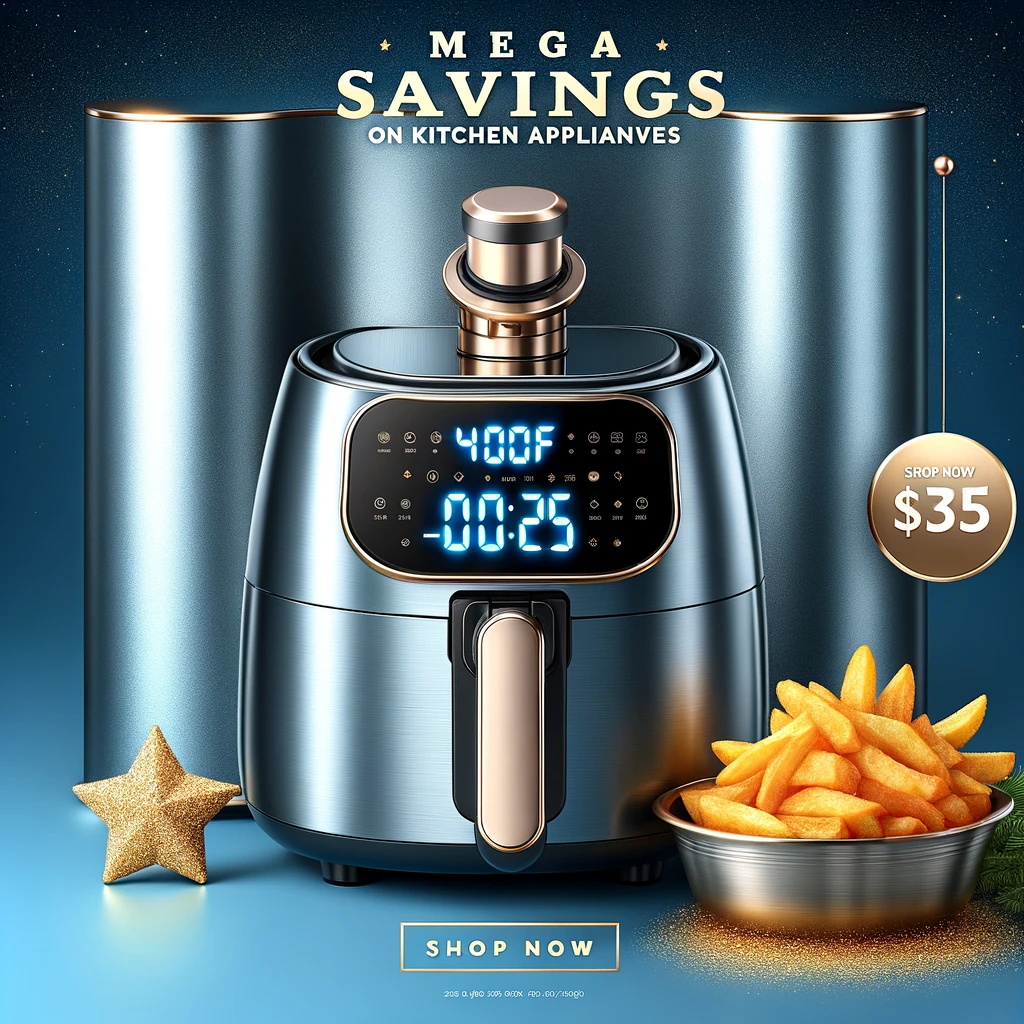 MEGA
SAVINGS
ON KITCHEN APPLIANVES
400F
-00:25
SROP NOW
$35
SHOP NOW